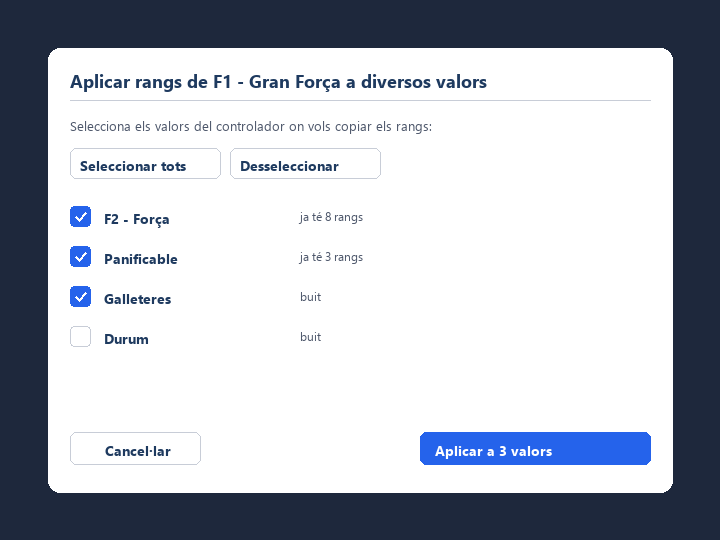 Aplicar rangs de F1 - Gran Força a diversos valors
Selecciona els valors del controlador on vols copiar els rangs:
Seleccionar tots
Desseleccionar
F2 - Força ja té 8 rangs
Panificable ja té 3 rangs
Galleteres buit
Durum buit
Cancel·lar
Aplicar a 3 valors